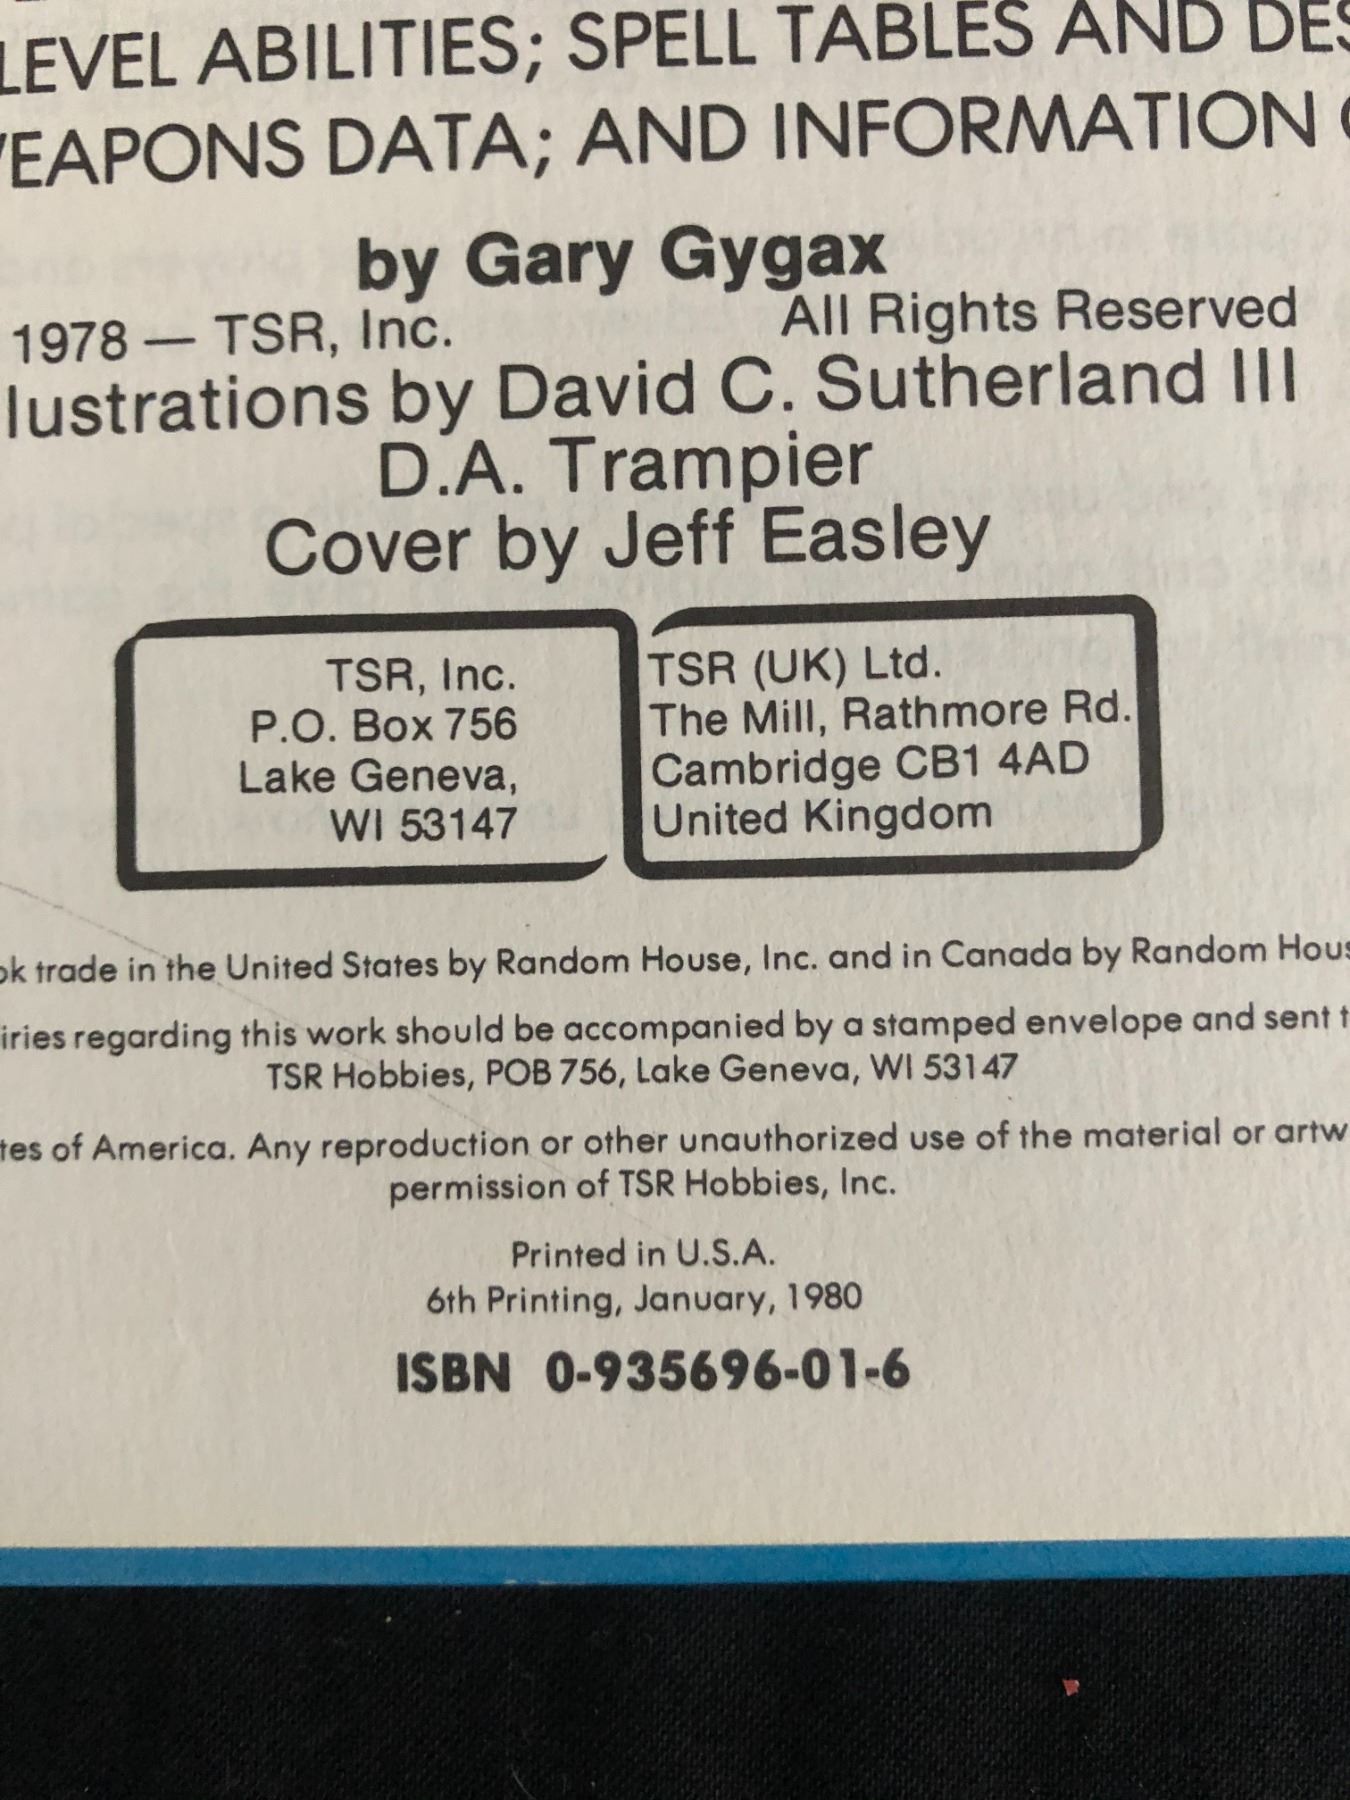 LEVEL ABILITIES; SPELL TABLES AND DES
EAPONS DATA; AND INFORMATION
by Gary Gygax
1978 — TSR, Inc. All Rights Reserved
lustrations by David C. Sutherland III
D.A. Trampier
Cover by Jeff Easley
TSR, Inc.
P.O. Box 756
Lake Geneva,
WI 53147
TSR (UK) Ltd.
The Mill, Rathmore Rd.
Cambridge CB1 4AD
United Kingdom
ok trade in the United States by Random House, Inc. and in Canada by Random Hous
iries regarding this work should be accompanied by a stamped envelope and sent t
TSR Hobbies, POB 756, Lake Geneva, WI 53147
tes of America. Any reproduction or other unauthorized use of the material or artw
permission of TSR Hobbies, Inc.
Printed in U.S.A.
6th Printing, January, 1980
ISBN 0-935696-01-6